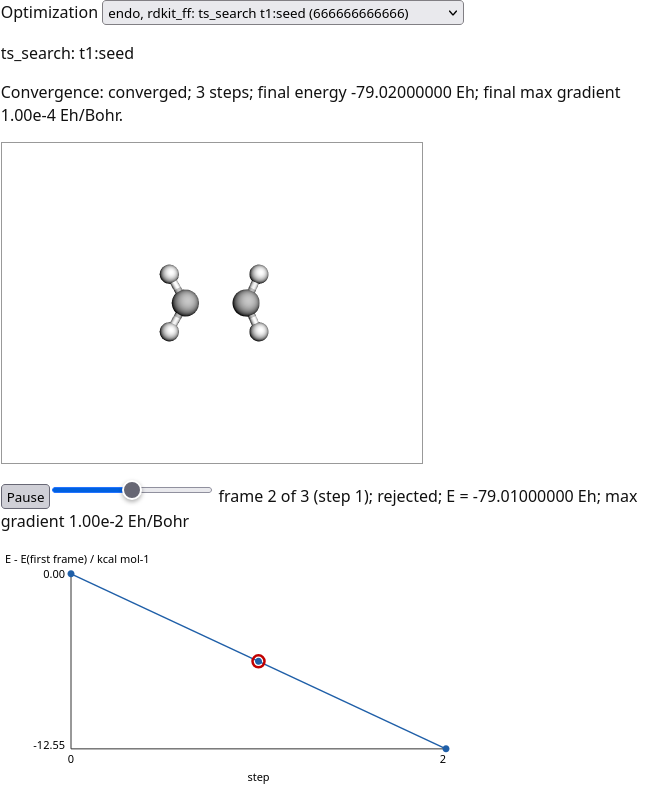 Optimization endo, rdkit_ff: ts_search t1:seed (666666666666)
ts_search: t1:seed
Convergence: converged; 3 steps; final energy -79.02000000 Eh; final max gradient
1.00e-4 Eh/Bohr.
Pause frame 2 of 3 (step 1); rejected; E = -79.01000000 Eh; max
gradient 1.00e-2 Eh/Bohr
E - E(first frame) / kcal mol-1
0.00
-12.55
0 2
step